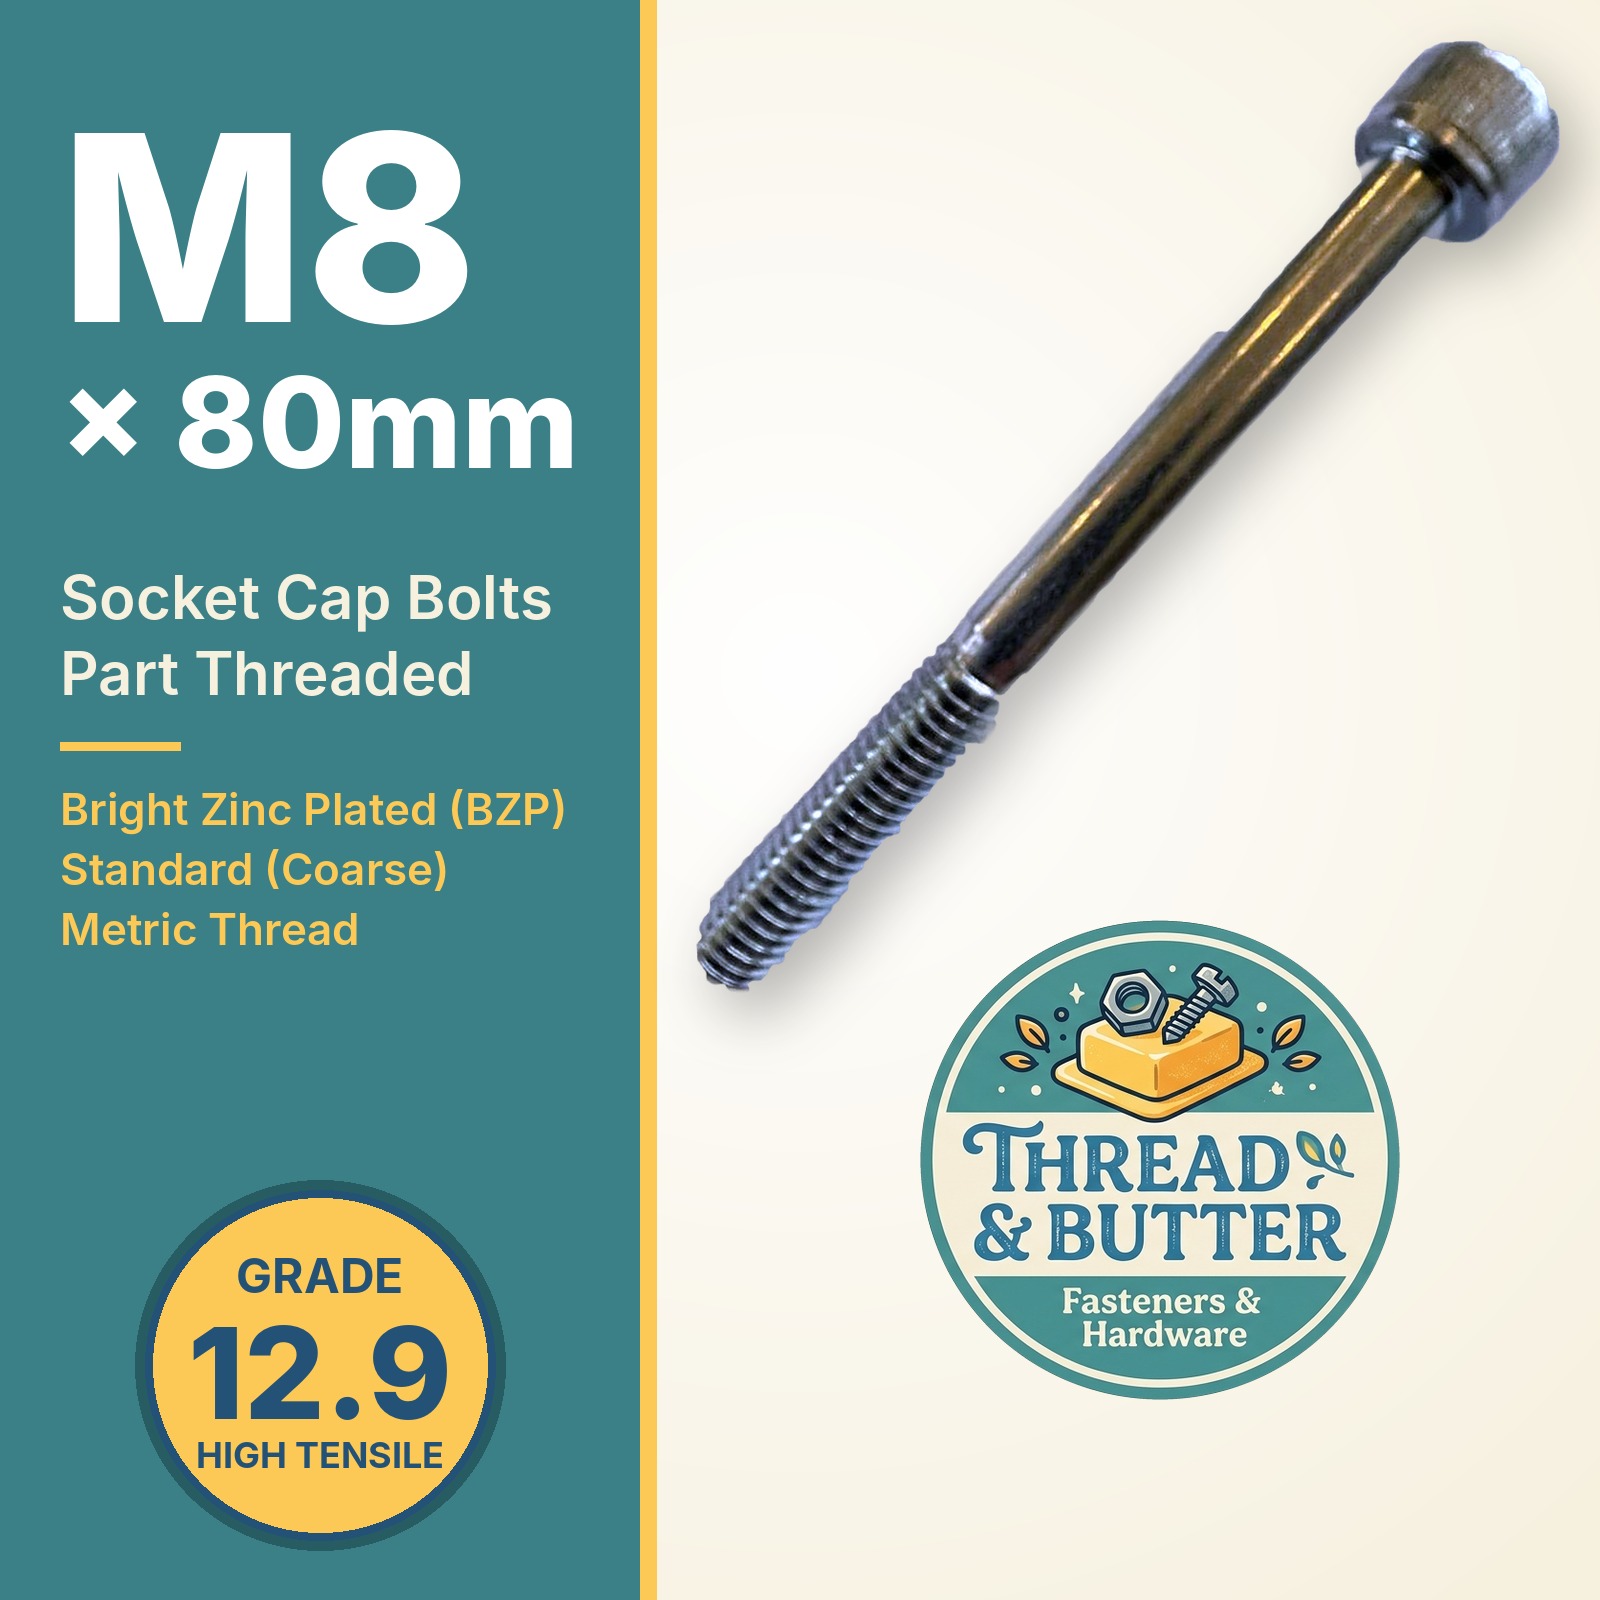 M8
× 80mm
Socket Cap Bolts
Part Threaded
Bright Zinc Plated (BZP)
Standard (Coarse)
Metric Thread
GRADE
12.9
HIGH TENSILE
THREAD
& BUTTER
Fasteners &
Hardware